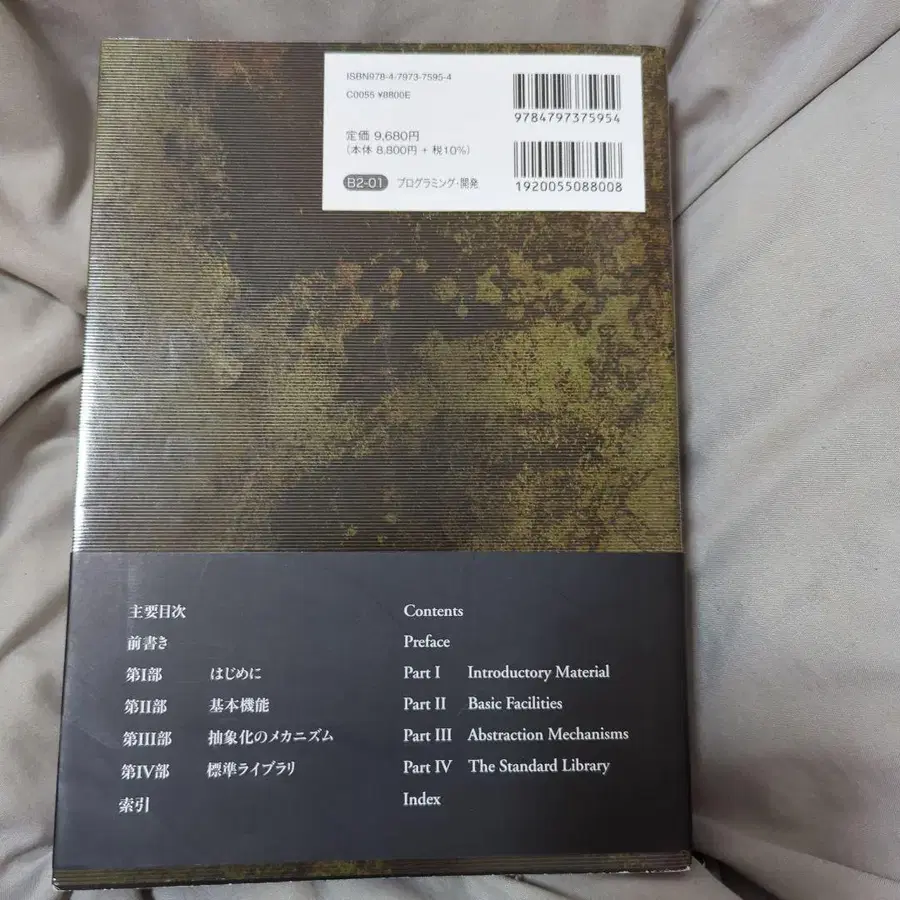 ISBN978-4-7973-7595-4
C0055 ¥8800E
9784797375954
定価 9,680円
(本体 8,800円 + 税10%)
B2-01 プログラミング・開発
1920055088008
主要目次
前書き
第I部 はじめに
第II部 基本機能
第III部 抽象化のメカニズム
第IV部 標準ライブラリ
索引
Contents
Preface
Part I Introductory Material
Part II Basic Facilities
Part III Abstraction Mechanisms
Part IV The Standard Library
Index